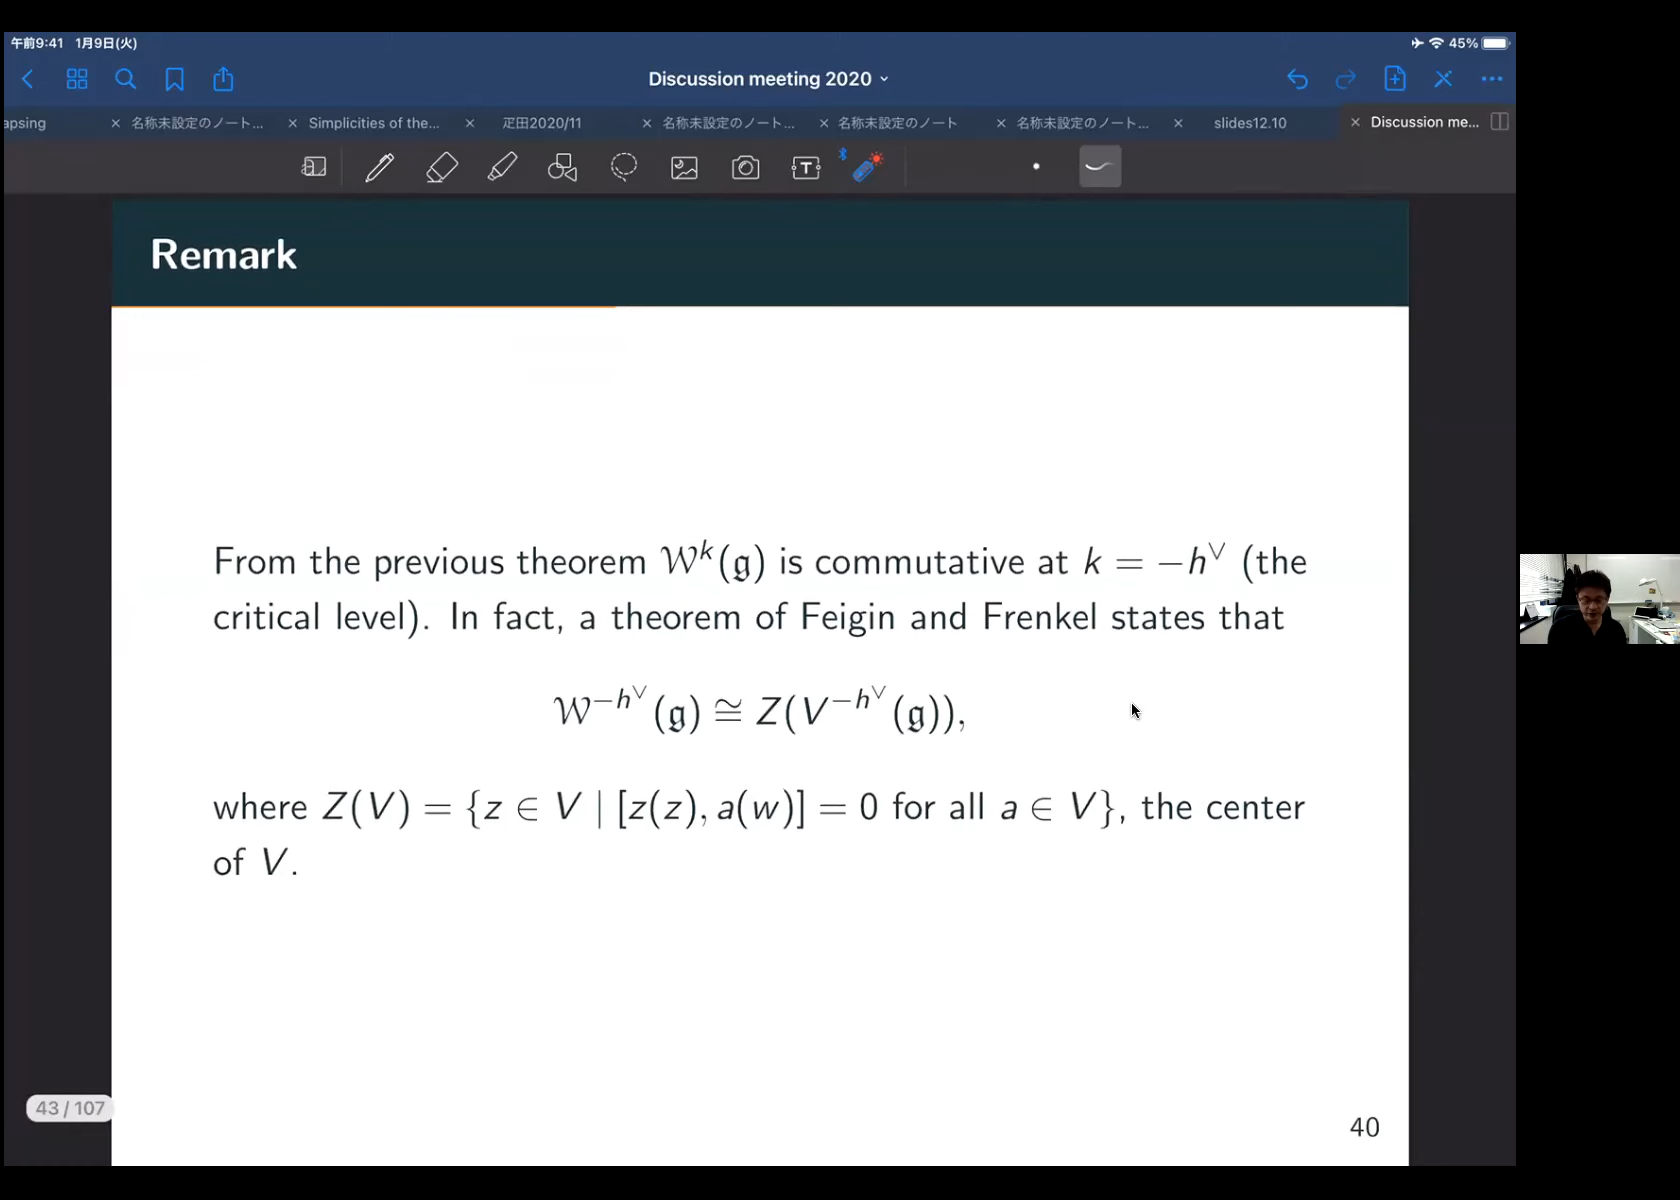 午前9:41 1月9日(火)
45%
Discussion meeting 2020
apsing
名称未設定のノート...
Simplicities of the...
疋田2020/11
名称未設定のノート...
名称未設定のノート
名称未設定のノート...
slides12.10
Discussion me...
Remark
From the previous theorem 𝒲ᵏ(𝔤) is commutative at k = −h^∨ (the
critical level). In fact, a theorem of Feigin and Frenkel states that
𝒲^{−h^∨}(𝔤) ≅ Z(V^{−h^∨}(𝔤)),
where Z(V) = {z ∈ V | [z(z), a(w)] = 0 for all a ∈ V}, the center
of V.
43 / 107
40